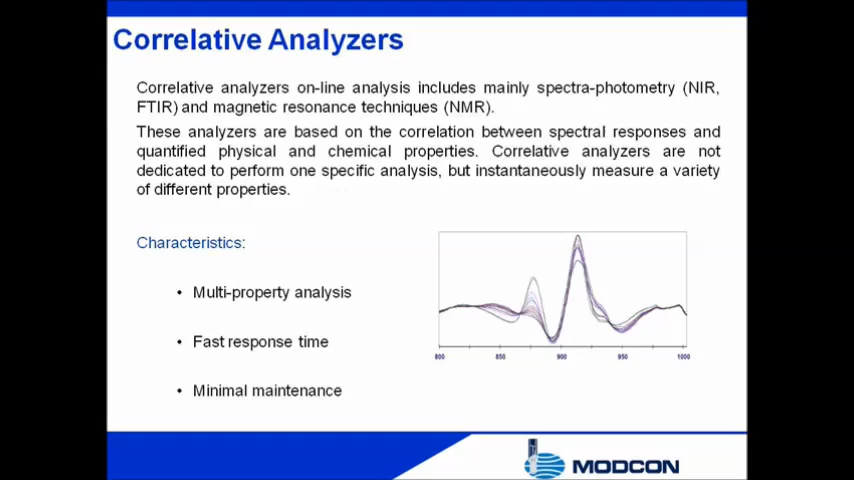 Correlative Analyzers
Correlative analyzers on-line analysis includes mainly spectra-photometry (NIR,
FTIR) and magnetic resonance techniques (NMR).
These analyzers are based on the correlation between spectral responses and
quantified physical and chemical properties. Correlative analyzers are not
dedicated to perform one specific analysis, but instantaneously measure a variety
of different properties.
Characteristics:
• Multi-property analysis
• Fast response time
• Minimal maintenance
800 850 900 950 1000
MODCON